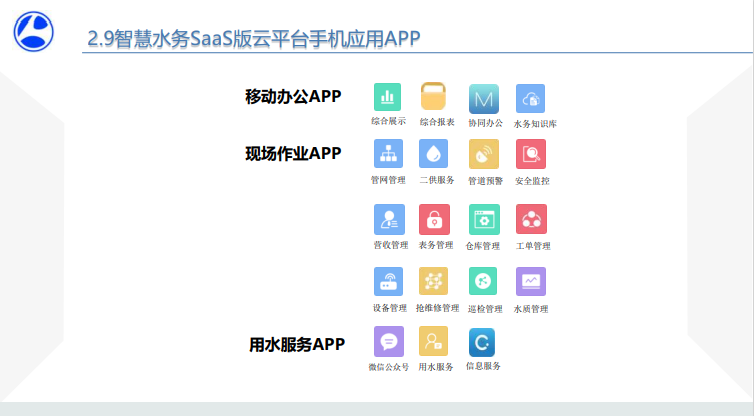 2.9智慧水务SaaS版云平台手机应用APP
移动办公APP
综合展示 综合报表 协同办公 水务知识库
现场作业APP
管网管理 二供服务 管道预警 安全监控
营收管理 表务管理 仓库管理 工单管理
设备管理 抢维修管理 巡检管理 水质管理
用水服务APP
微信公众号 用水服务 信息服务